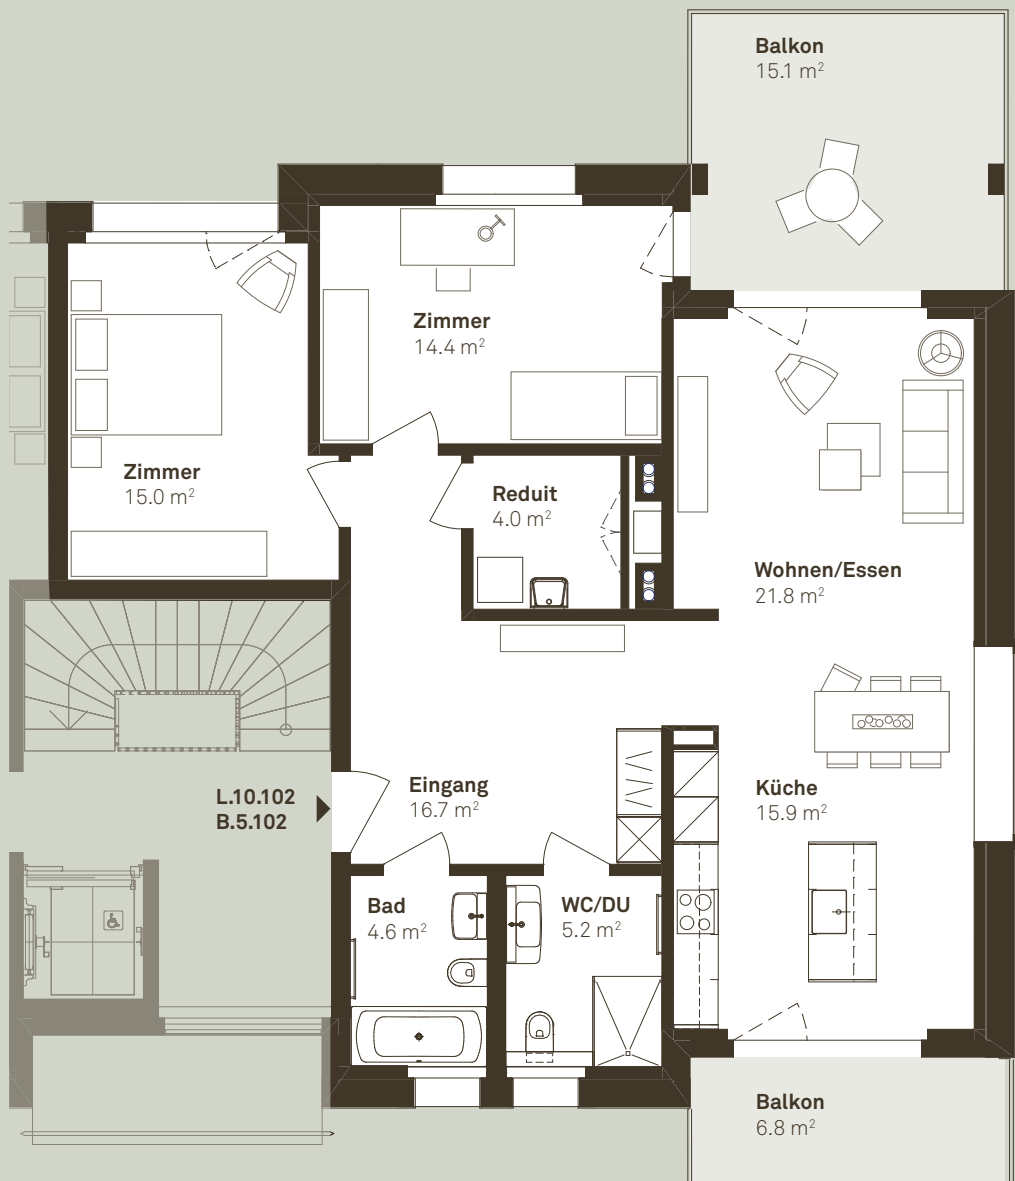 Balkon
15.1 m²
Zimmer
14.4 m²
Zimmer
15.0 m²
Reduit
4.0 m²
Wohnen/Essen
21.8 m²
Eingang
16.7 m²
Küche
15.9 m²
L.10.102
B.5.102
Bad
4.6 m²
WC/DU
5.2 m²
Balkon
6.8 m²